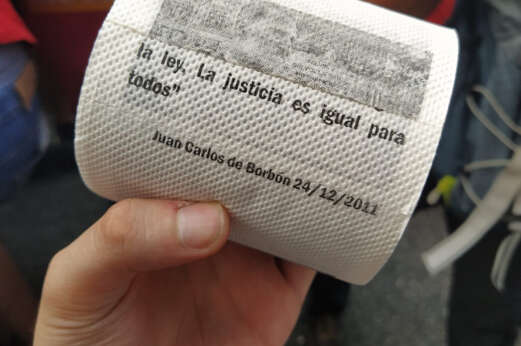 la ley. La justicia es igual para
todos"
Juan Carlos de Borbón 24/12/2011